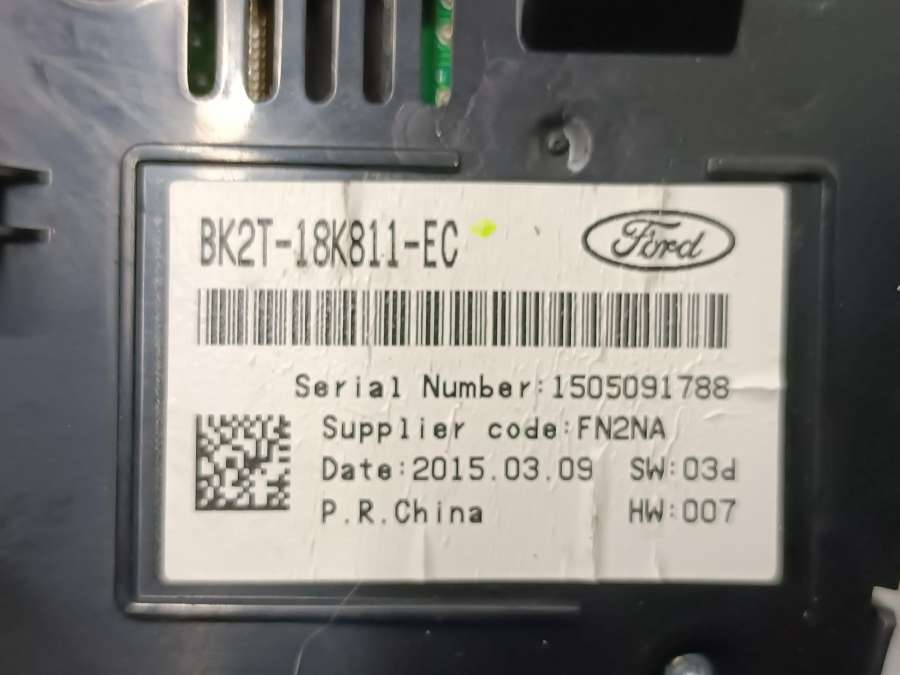 BK2T-18K811-EC
Ford
Serial Number:1505091788
Supplier code:FN2NA
Date:2015.03.09 SW:03d
P.R.China HW:007